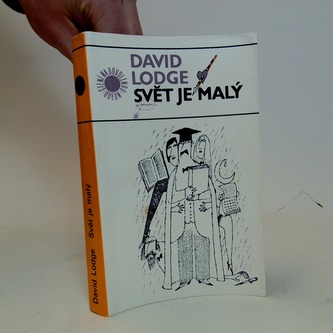 DAVID
LODGE
SVĚT JE MALÝ
David Lodge Svět je malý